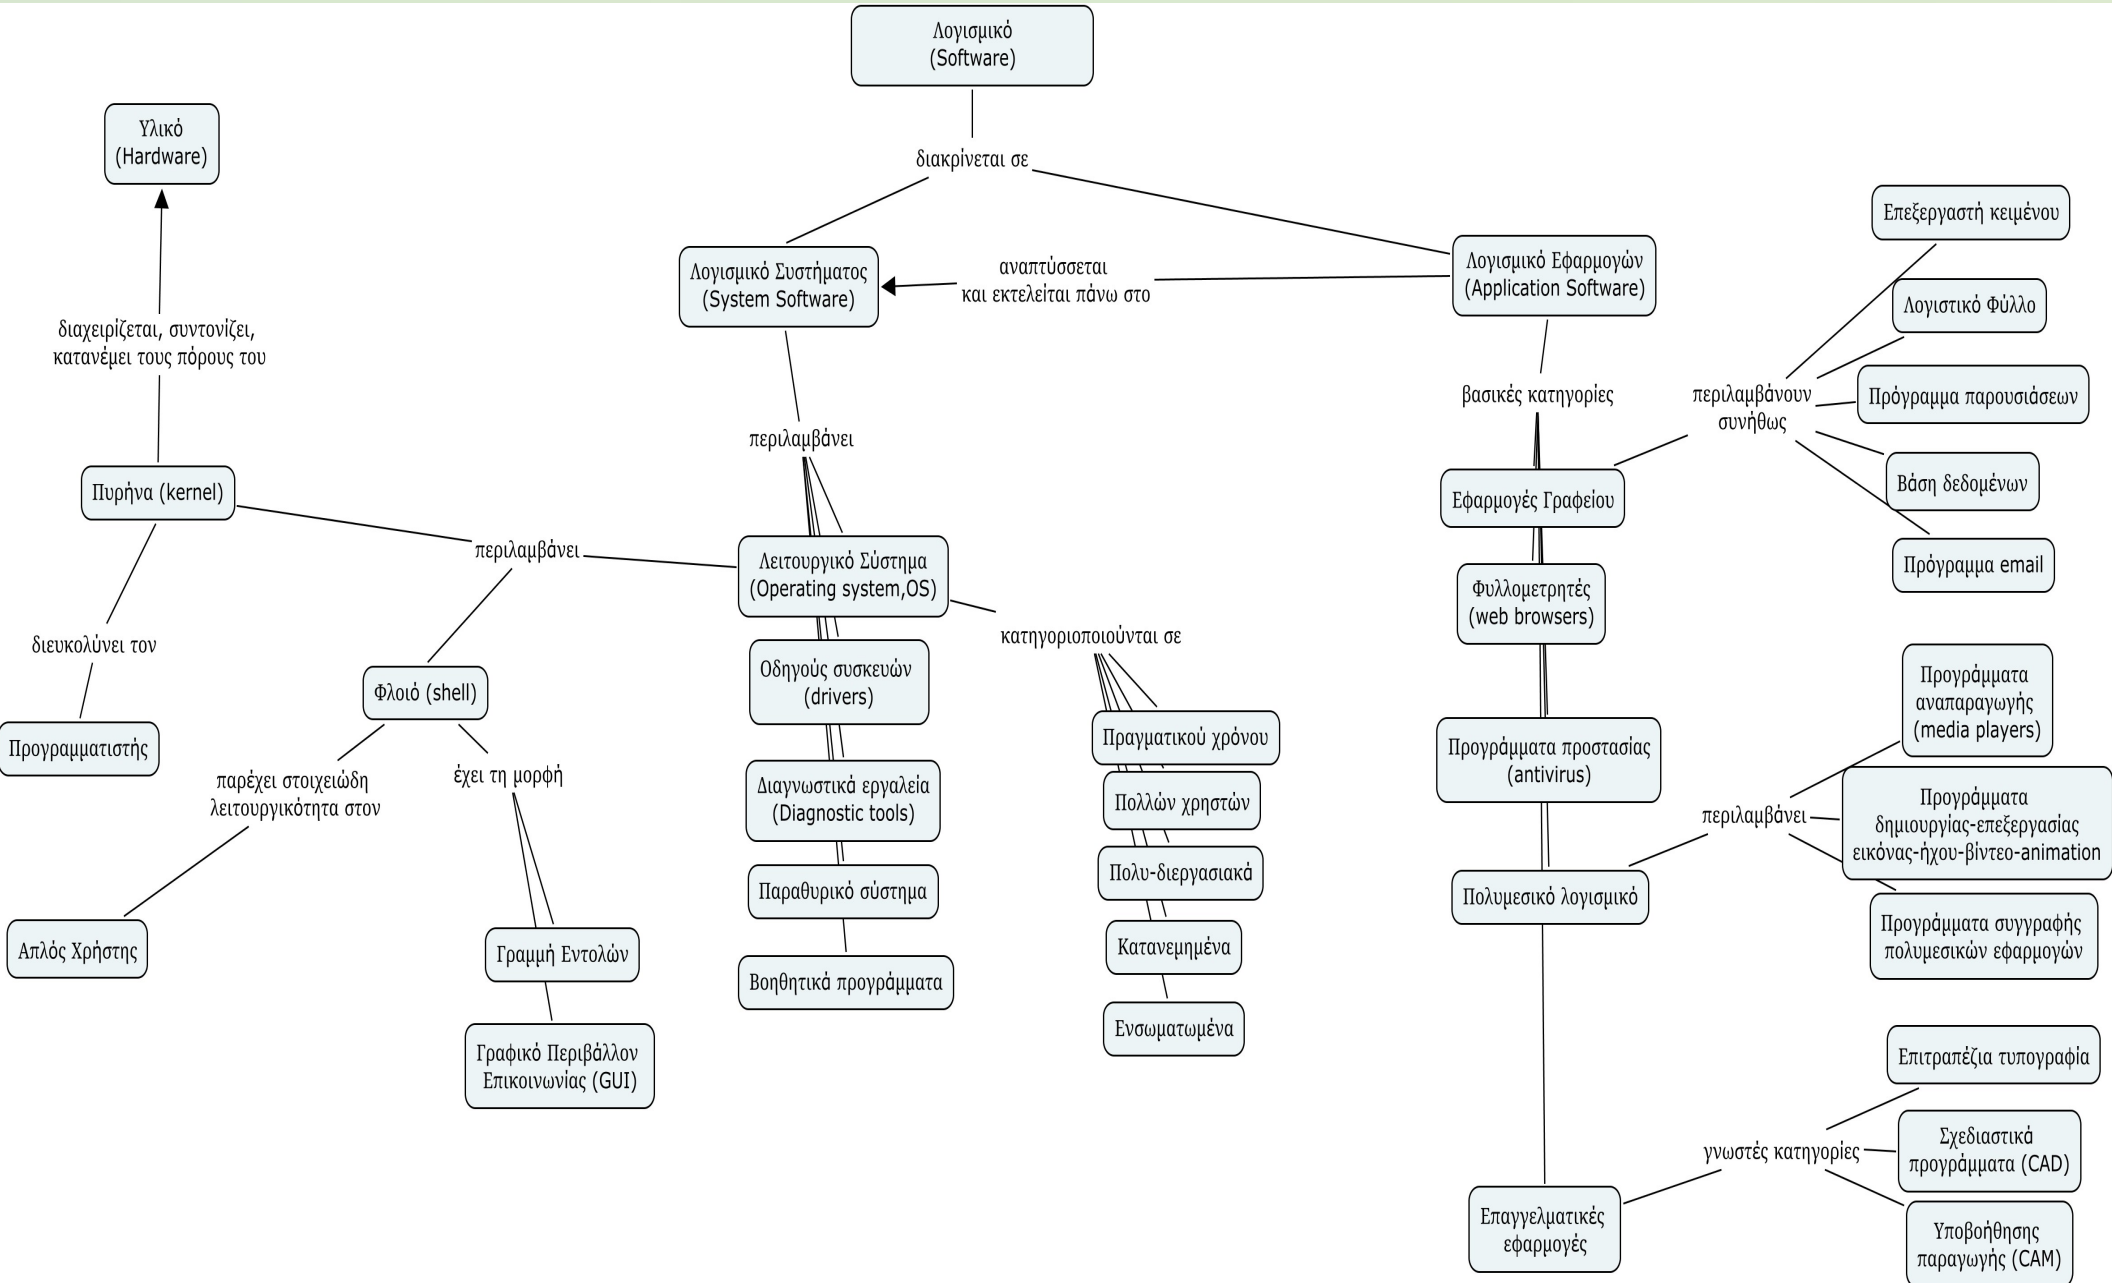 Λογισμικό
(Software)
Υλικό
(Hardware)
διακρίνεται σε
Επεξεργαστή κειμένου
Λογισμικό Συστήματος
(System Software)
αναπτύσσεται
και εκτελείται πάνω στο
Λογισμικό Εφαρμογών
(Application Software)
Λογιστικό Φύλλο
διαχειρίζεται, συντονίζει,
κατανέμει τους πόρους του
βασικές κατηγορίες
περιλαμβάνουν
συνήθως
Πρόγραμμα παρουσιάσεων
περιλαμβάνει
Πυρήνα (kernel)
Εφαρμογές Γραφείου
Βάση δεδομένων
περιλαμβάνει
Λειτουργικό Σύστημα
(Operating system,OS)
Φυλλομετρητές
(web browsers)
Πρόγραμμα email
διευκολύνει τον
κατηγοριοποιούνται σε
Φλοιό (shell)
Οδηγούς συσκευών
(drivers)
Προγράμματα
αναπαραγωγής
(media players)
Προγραμματιστής
Πραγματικού χρόνου
Προγράμματα προστασίας
(antivirus)
παρέχει στοιχειώδη
λειτουργικότητα στον
έχει τη μορφή
Διαγνωστικά εργαλεία
(Diagnostic tools)
Πολλών χρηστών
περιλαμβάνει
Προγράμματα
δημιουργίας-επεξεργασίας
εικόνας-ήχου-βίντεο-animation
Πολυ-διεργασιακά
Παραθυρικό σύστημα
Πολυμεσικό λογισμικό
Προγράμματα συγγραφής
πολυμεσικών εφαρμογών
Απλός Χρήστης
Γραμμή Εντολών
Κατανεμημένα
Βοηθητικά προγράμματα
Ενσωματωμένα
Γραφικό Περιβάλλον
Επικοινωνίας (GUI)
Επιτραπέζια τυπογραφία
γνωστές κατηγορίες
Σχεδιαστικά
προγράμματα (CAD)
Επαγγελματικές
εφαρμογές
Υποβοήθησης
παραγωγής (CAM)